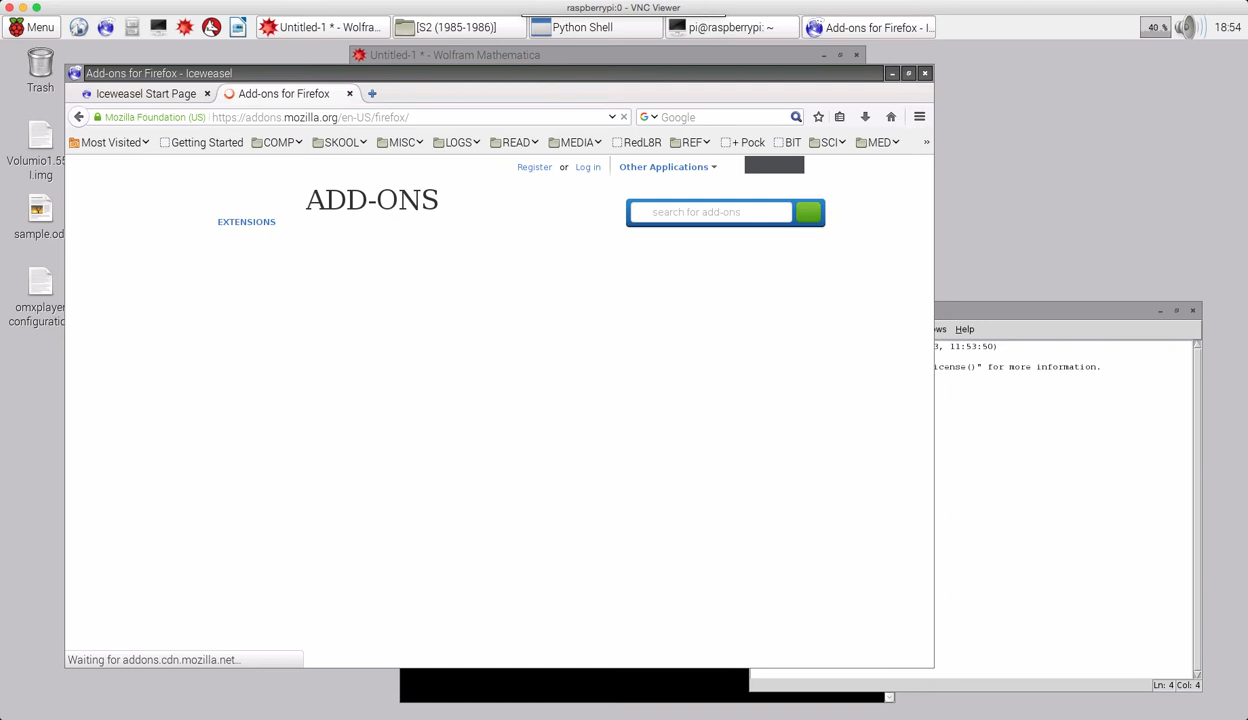 raspberrypi:0 - VNC Viewer
Menu
Untitled-1 * - Wolfra...
[S2 (1985-1986)]
Python Shell
pi@raspberrypi: ~
Add-ons for Firefox - I...
40 %
18:54
Untitled-1 * - Wolfram Mathematica
Trash
Add-ons for Firefox - Iceweasel
Iceweasel Start Page
Add-ons for Firefox
Mozilla Foundation (US)
https://addons.mozilla.org/en-US/firefox/
Google
Most Visited
Getting Started
COMP
SKOOL
MISC
LOGS
READ
MEDIA
RedL8R
REF
+ Pock
BIT
SCI
MED
»
Volumio1.55
l.img
Register or Log in
Other Applications
ADD-ONS
EXTENSIONS
search for add-ons
sample.od
omxplayer
configuratio
ows Help
3, 11:53:50)
icense()" for more information.
Waiting for addons.cdn.mozilla.net...
Ln: 4 Col: 4